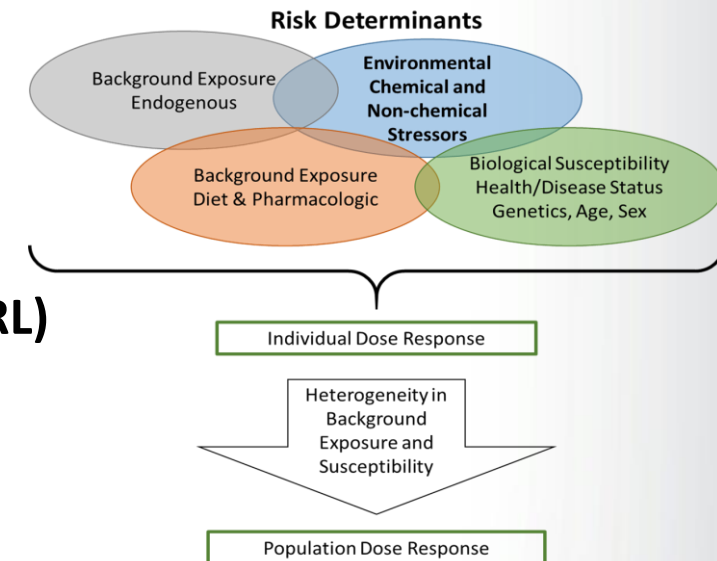 Risk Determinants
Background Exposure
Endogenous
Environmental
Chemical and
Non-chemical
Stressors
Background Exposure
Diet & Pharmacologic
Biological Susceptibility
Health/Disease Status
Genetics, Age, Sex
RL)
Individual Dose Response
Heterogeneity in
Background
Exposure and
Susceptibility
Population Dose Response